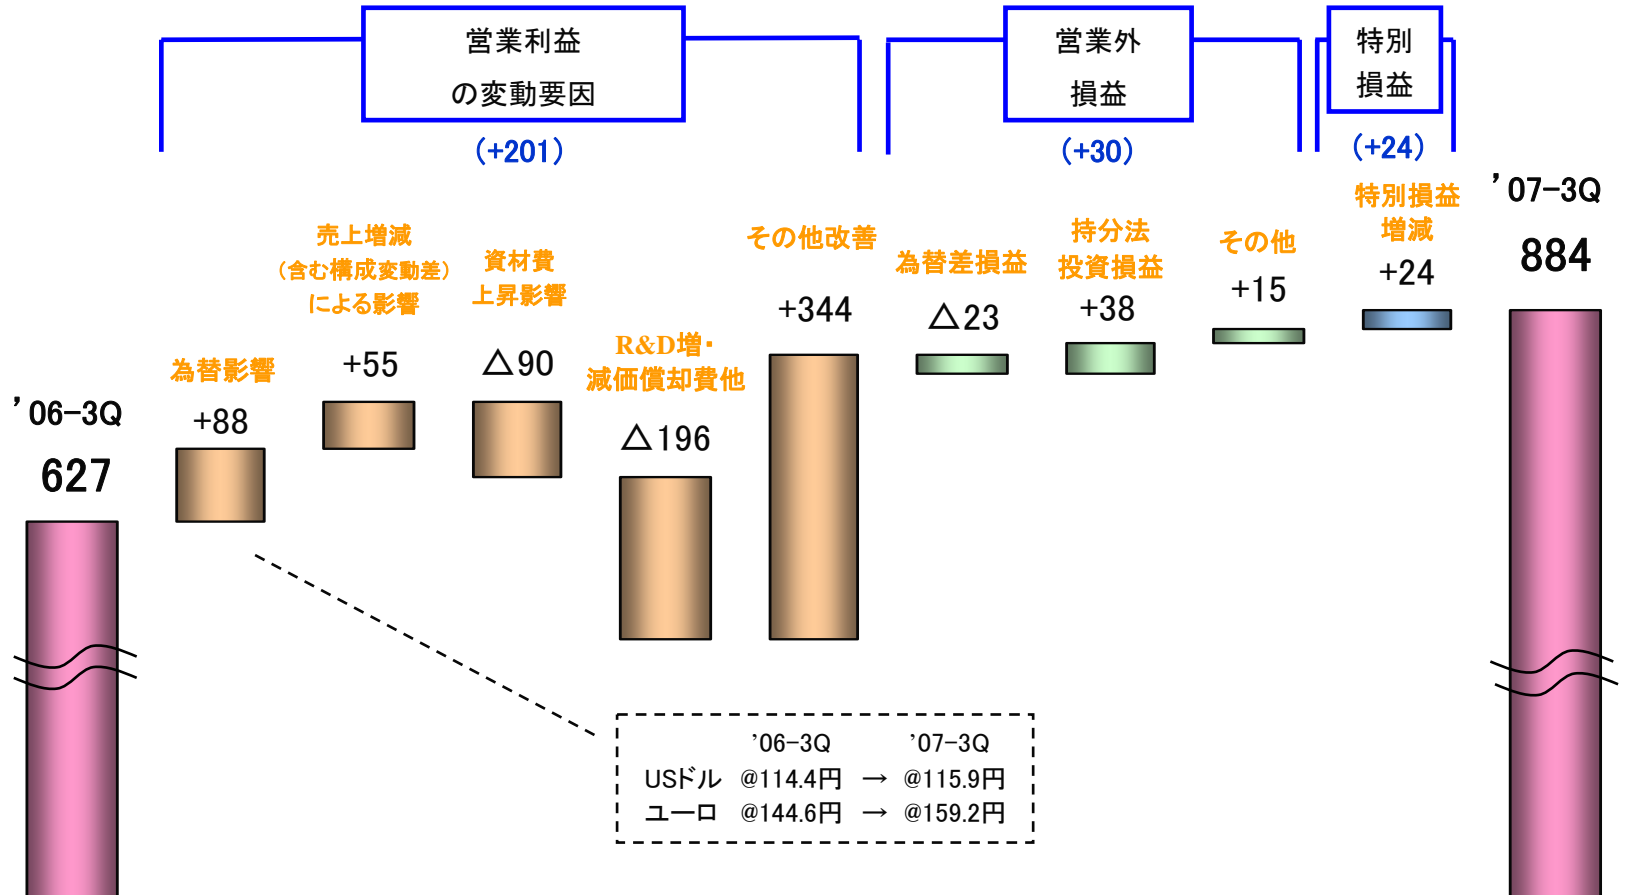 営業利益
の変動要因
(+201)
営業外
損益
(+30)
特別
損益
(+24)
'06-3Q
627
為替影響
+88
売上増減
(含む構成変動差)
による影響
+55
資材費
上昇影響
△90
R&D増・
減価償却費他
△196
その他改善
+344
為替差損益
△23
持分法
投資損益
+38
その他
+15
特別損益
増減
+24
'07-3Q
884
'06-3Q '07-3Q
USドル @114.4円 → @115.9円
ユーロ @144.6円 → @159.2円